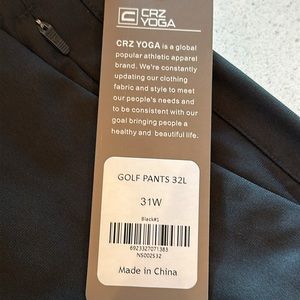 CRZ
YOGA
CRZ YOGA is a global
popular athletic apparel
brand. We're constantly
updating our clothing
fabric and style to meet
our people's needs and to
be consistent with our
goal bringing people a
healthy and beautiful life.
GOLF PANTS 32L
31W
Black#1
6923327071383
NS002S32
Made in China